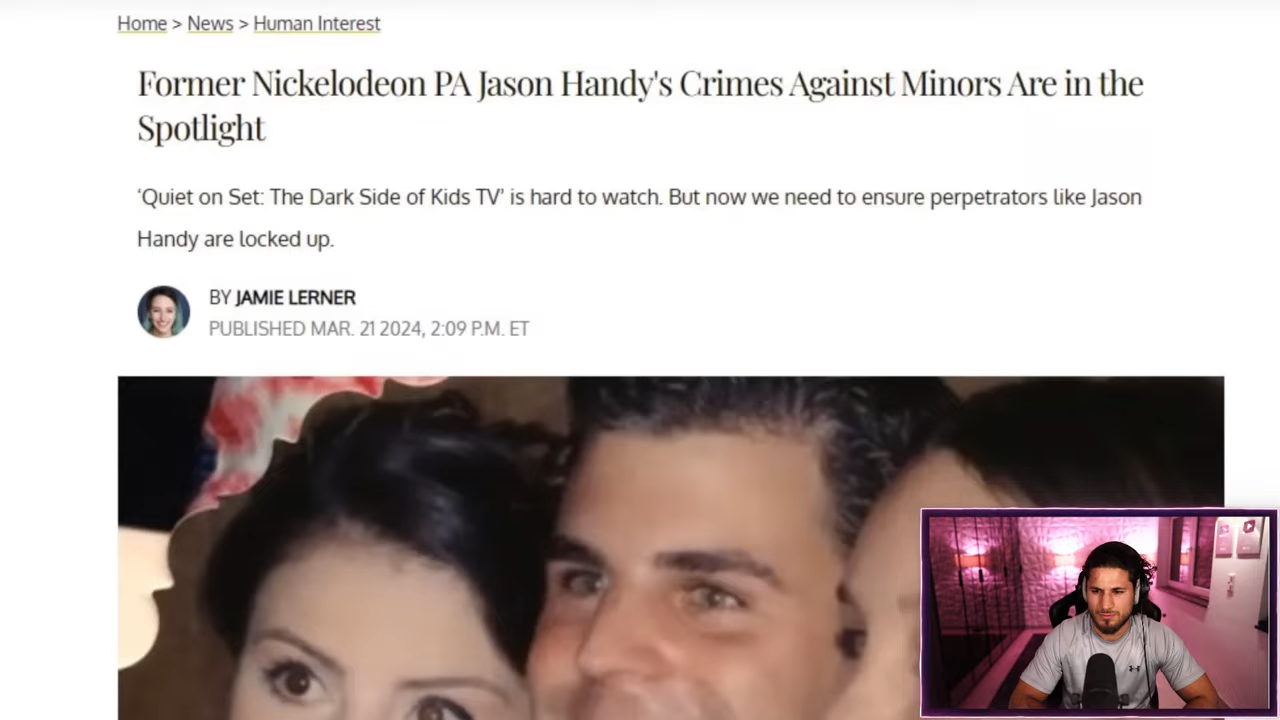 Home > News > Human Interest
Former Nickelodeon PA Jason Handy's Crimes Against Minors Are in the
Spotlight
‘Quiet on Set: The Dark Side of Kids TV’ is hard to watch. But now we need to ensure perpetrators like Jason
Handy are locked up.
BY JAMIE LERNER
PUBLISHED MAR. 21 2024, 2:09 P.M. ET